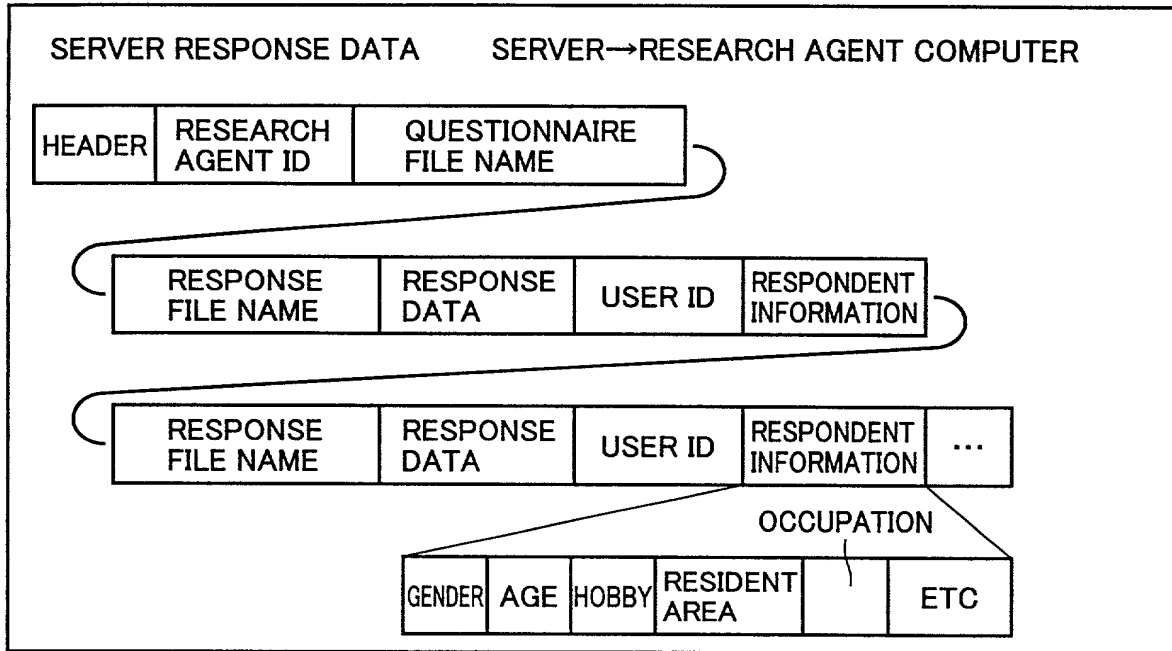 SERVER RESPONSE DATA SERVER→RESEARCH AGENT COMPUTER
HEADER
RESEARCH
AGENT ID
QUESTIONNAIRE
FILE NAME
RESPONSE
FILE NAME
RESPONSE
DATA
USER ID
RESPONDENT
INFORMATION
RESPONSE
FILE NAME
RESPONSE
DATA
USER ID
RESPONDENT
INFORMATION
...
OCCUPATION
GENDER
AGE
HOBBY
RESIDENT
AREA
ETC